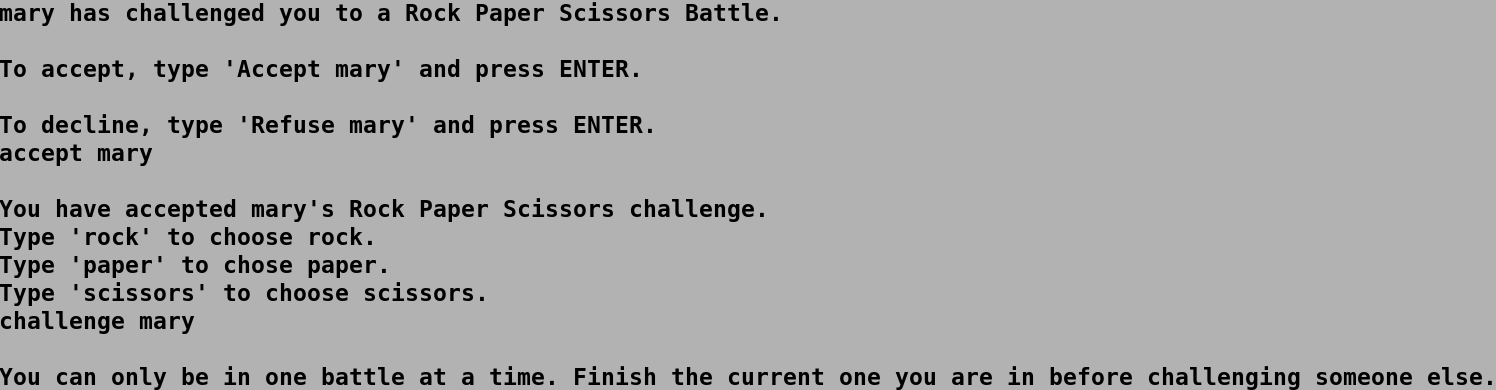 mary has challenged you to a Rock Paper Scissors Battle.
To accept, type 'Accept mary' and press ENTER.
To decline, type 'Refuse mary' and press ENTER.
accept mary
You have accepted mary's Rock Paper Scissors challenge.
Type 'rock' to choose rock.
Type 'paper' to chose paper.
Type 'scissors' to choose scissors.
challenge mary
You can only be in one battle at a time. Finish the current one you are in before challenging someone else.